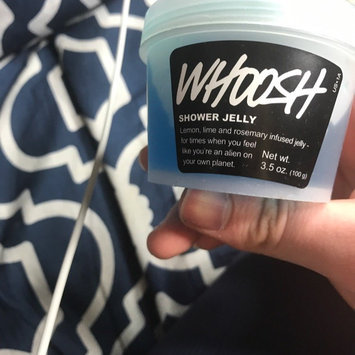 WHOOSH
SHOWER JELLY
Lemon, lime and rosemary infused jelly -
for times when you feel
like you're an alien on
your own planet.
Net wt.
3.5 oz. (100 g)